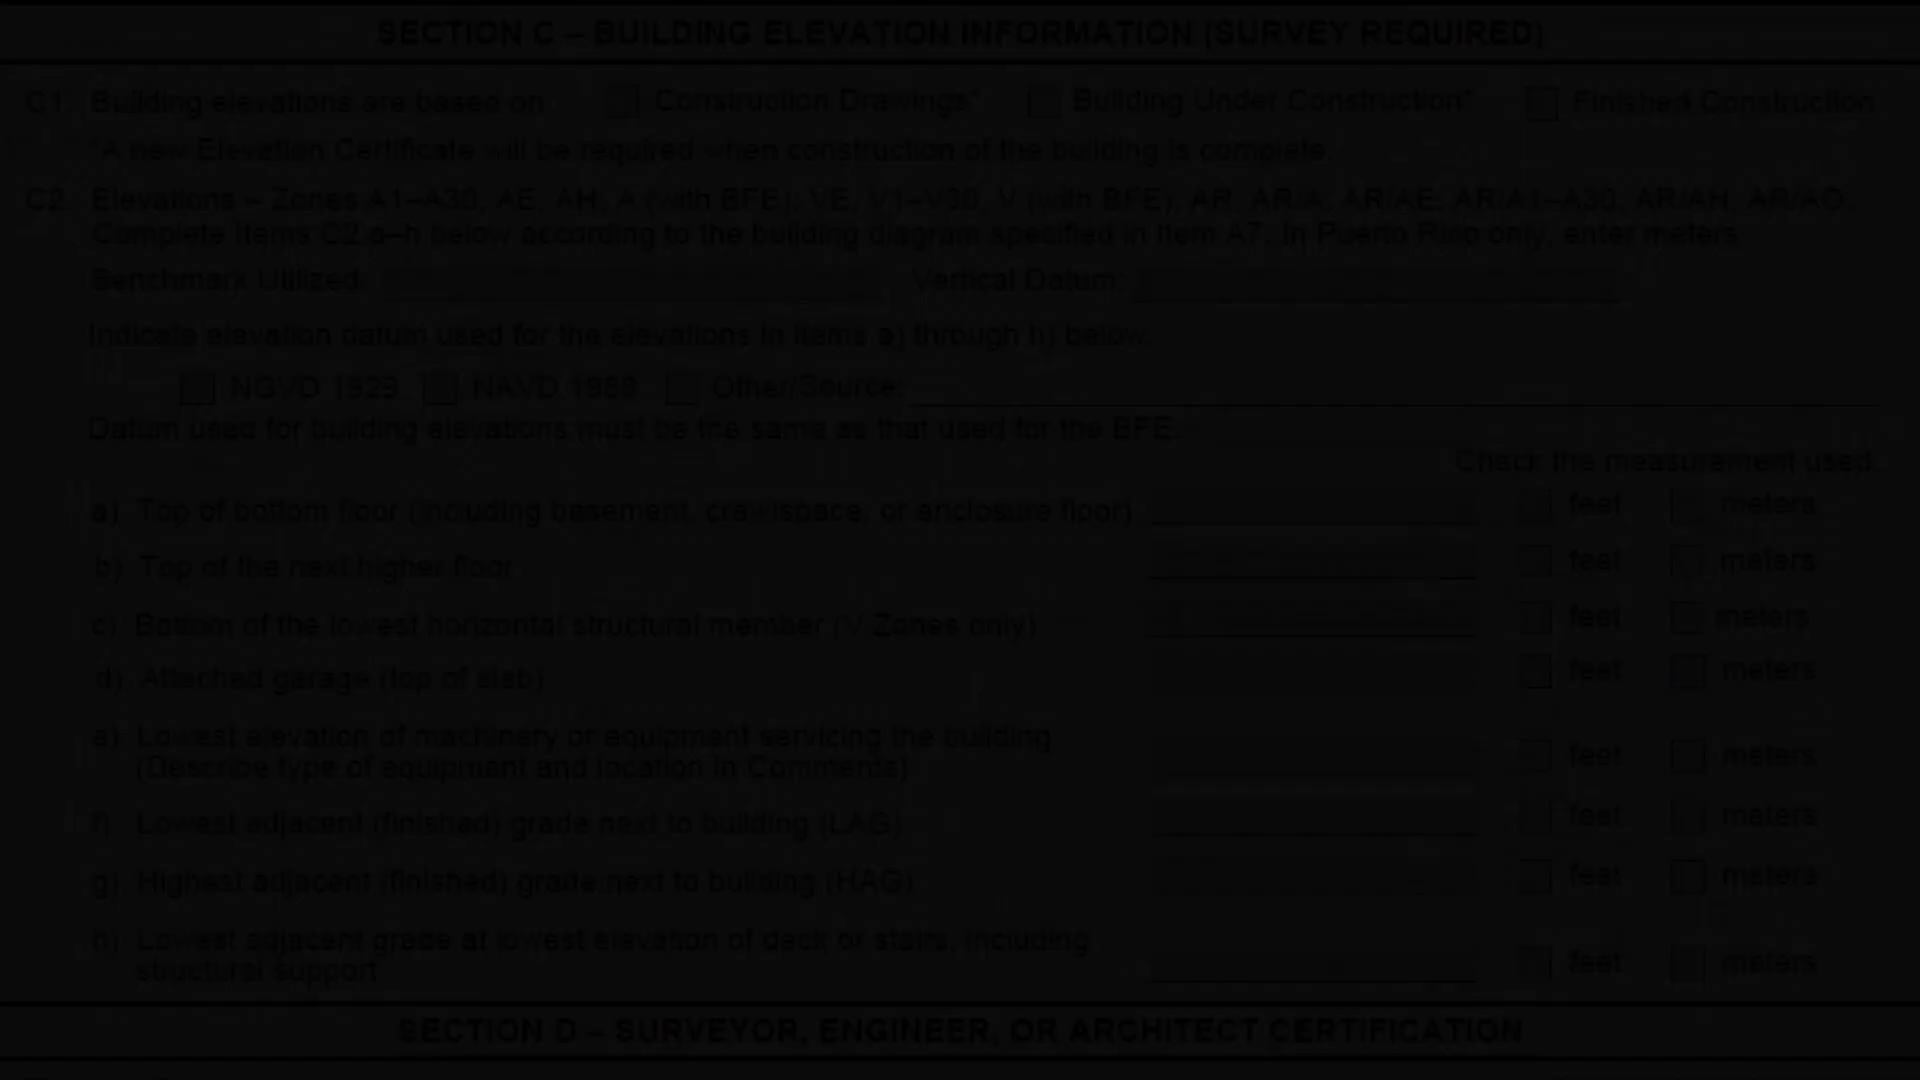 SECTION C – BUILDING ELEVATION INFORMATION (SURVEY REQUIRED)
C1. Building elevations are based on: Construction Drawings* Building Under Construction* Finished Construction
*A new Elevation Certificate will be required when construction of the building is complete.
C2. Elevations – Zones A1–A30, AE, AH, A (with BFE), VE, V1–V30, V (with BFE), AR, AR/A, AR/AE, AR/A1–A30, AR/AH, AR/AO.
Complete Items C2.a–h below according to the building diagram specified in Item A7. In Puerto Rico only, enter meters.
Benchmark Utilized: Vertical Datum:
Indicate elevation datum used for the elevations in items a) through h) below.
NGVD 1929 NAVD 1988 Other/Source:
Datum used for building elevations must be the same as that used for the BFE.
Check the measurement used.
a) Top of bottom floor (including basement, crawlspace, or enclosure floor) feet meters
b) Top of the next higher floor feet meters
c) Bottom of the lowest horizontal structural member (V Zones only) feet meters
d) Attached garage (top of slab) feet meters
e) Lowest elevation of machinery or equipment servicing the building
(Describe type of equipment and location in Comments) feet meters
f) Lowest adjacent (finished) grade next to building (LAG) feet meters
g) Highest adjacent (finished) grade next to building (HAG) feet meters
h) Lowest adjacent grade at lowest elevation of deck or stairs, including
structural support feet meters
SECTION D – SURVEYOR, ENGINEER, OR ARCHITECT CERTIFICATION